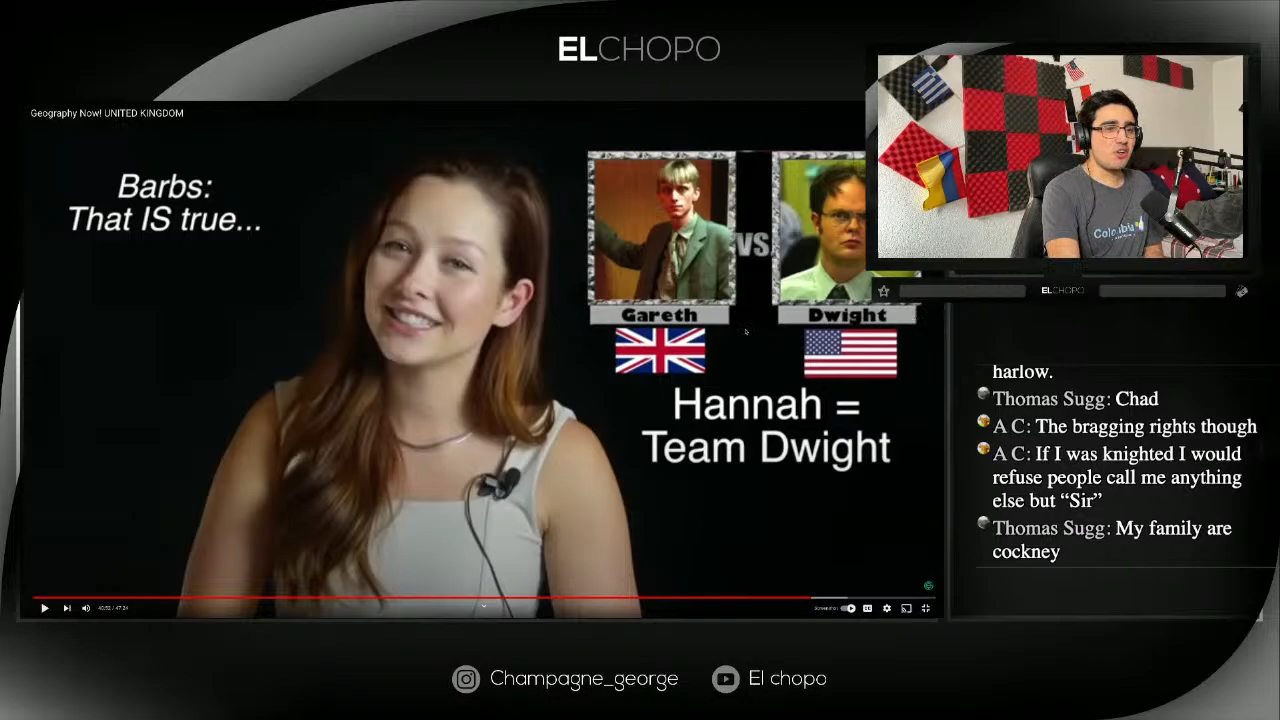 ELCHOPO
Geography Now! UNITED KINGDOM
Barbs:
That IS true...
VS
Gareth
Dwight
Hannah =
Team Dwight
ELCHOPO
harlow.
Thomas Sugg: Chad
A C: The bragging rights though
A C: If I was knighted I would
refuse people call me anything
else but “Sir”
Thomas Sugg: My family are
cockney
Champagne_george
El chopo